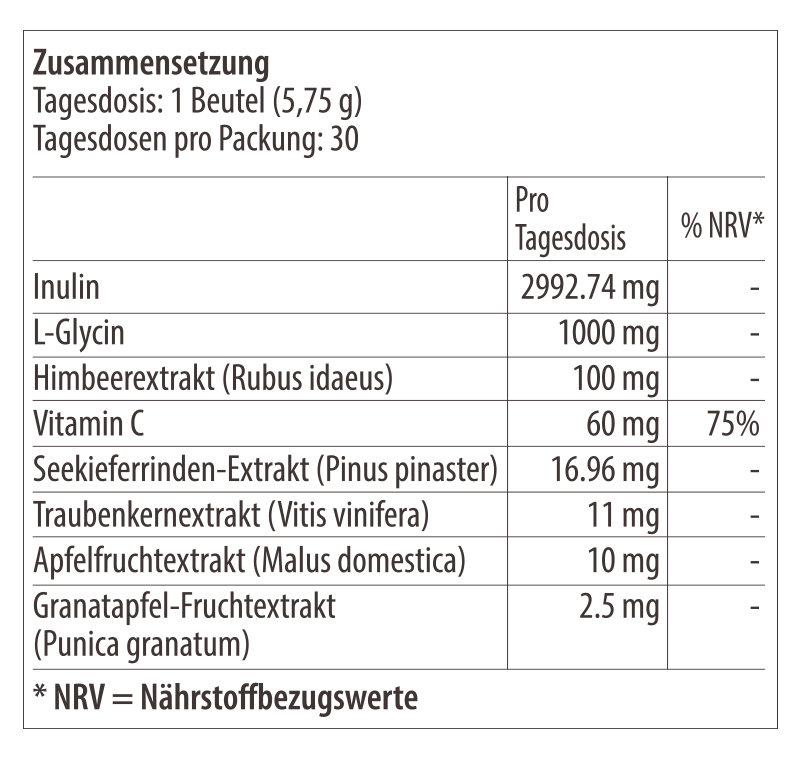 Zusammensetzung
Tagesdosis: 1 Beutel (5,75 g)
Tagesdosen pro Packung: 30
Pro
Tagesdosis % NRV*
Inulin 2992.74 mg -
L-Glycin 1000 mg -
Himbeerextrakt (Rubus idaeus) 100 mg -
Vitamin C 60 mg 75%
Seekieferrinden-Extrakt (Pinus pinaster) 16.96 mg -
Traubenkernextrakt (Vitis vinifera) 11 mg -
Apfelfruchtextrakt (Malus domestica) 10 mg -
Granatapfel-Fruchtextrakt 2.5 mg -
(Punica granatum)
* NRV = Nährstoffbezugswerte